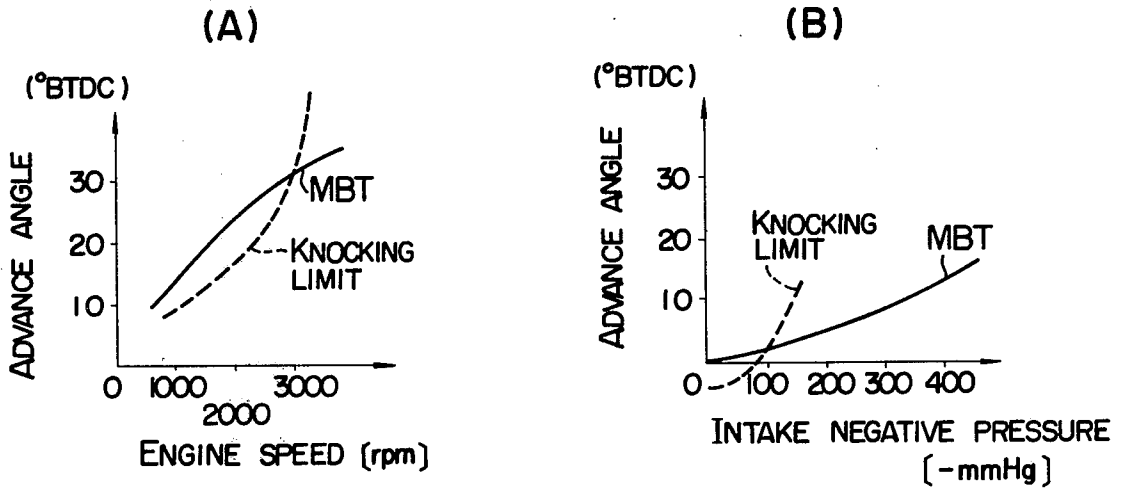 (A)
(°BTDC)
ADVANCE ANGLE
30
20
10
0
1000
2000
3000
MBT
KNOCKING
LIMIT
ENGINE SPEED [rpm]
(B)
(°BTDC)
ADVANCE ANGLE
30
20
10
0
100
200
300
400
KNOCKING
LIMIT
MBT
INTAKE NEGATIVE PRESSURE
[-mmHg]